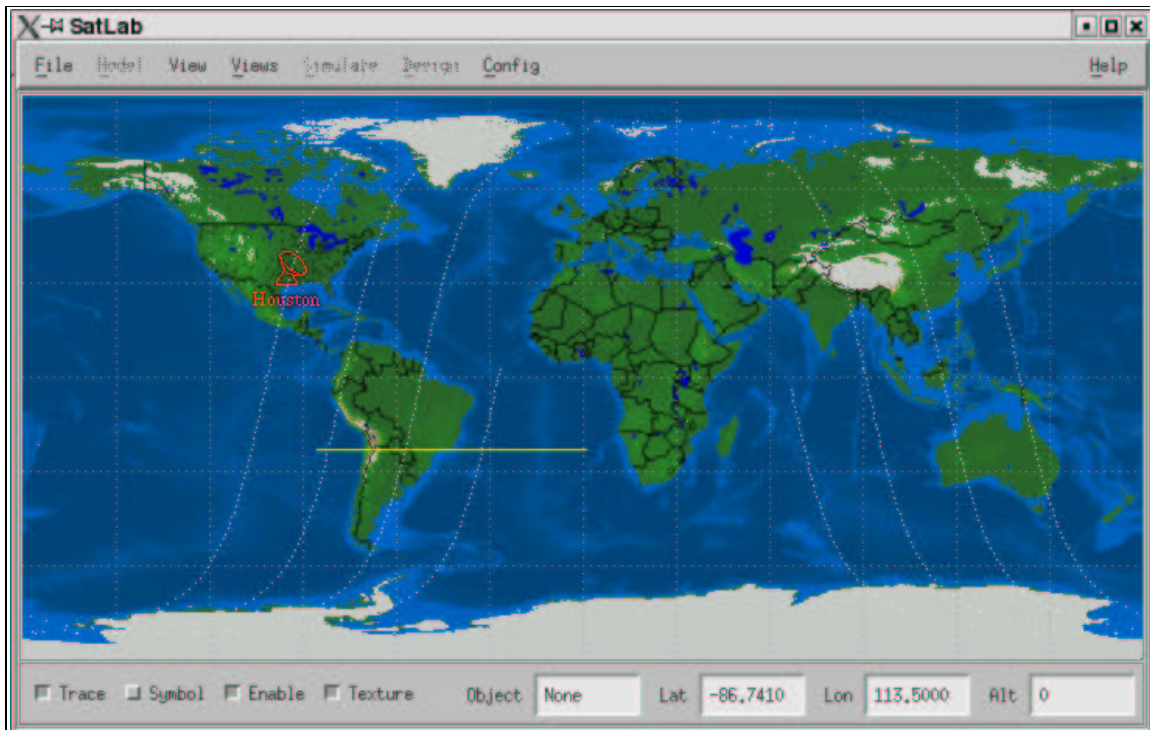 SatLab
File Model View Views Simulate Design Config Help
Houston
Trace Symbol Enable Texture Object None Lat -86.7410 Lon 113.5000 Alt 0